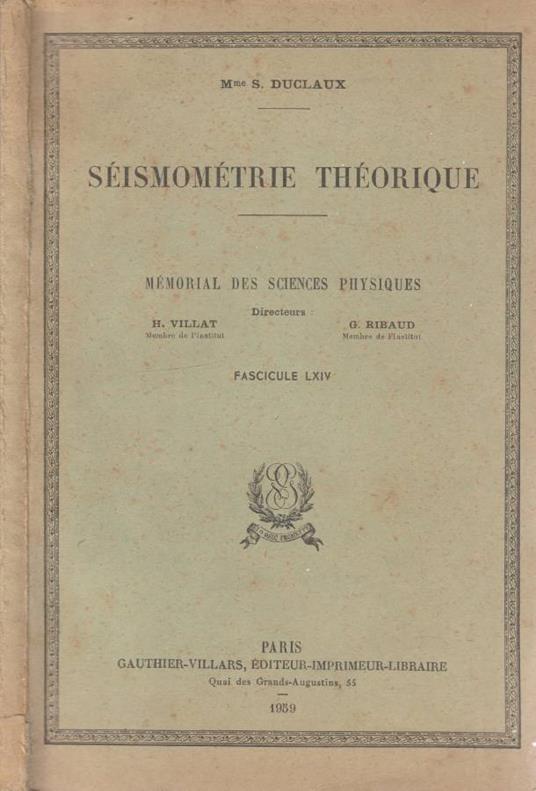 Mme S. DUCLAUX
SÉISMOMÉTRIE THÉORIQUE
MÉMORIAL DES SCIENCES PHYSIQUES
Directeurs :
H. VILLAT G. RIBAUD
Membre de l'Institut Membre de l'Institut
FASCICULE LXIV
PARIS
GAUTHIER-VILLARS, ÉDITEUR-IMPRIMEUR-LIBRAIRE
Quai des Grands-Augustins, 55
1959